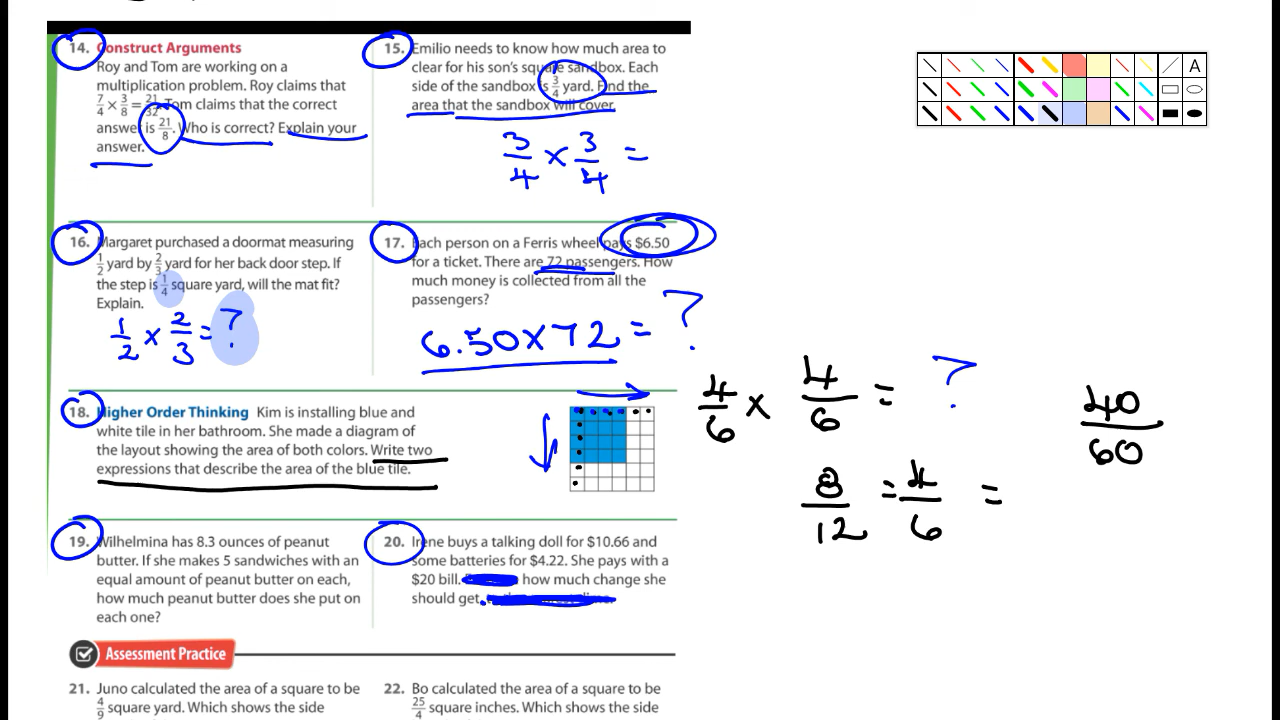 14. Construct Arguments
Roy and Tom are working on a
multiplication problem. Roy claims that
7/4 × 3/8 = 21/32. Tom claims that the correct
answer is 21/8. Who is correct? Explain your
answer.
15. Emilio needs to know how much area to
clear for his son's square sandbox. Each
side of the sandbox is 3/4 yard. Find the
area that the sandbox will cover.
3/4 × 3/4 =
16. Margaret purchased a doormat measuring
1/2 yard by 2/3 yard for her back door step. If
the step is 1/4 square yard, will the mat fit?
Explain.
1/2 × 2/3 = ?
17. Each person on a Ferris wheel pays $6.50
for a ticket. There are 72 passengers. How
much money is collected from all the
passengers?
6.50×72 = ?
18. Higher Order Thinking Kim is installing blue and
white tile in her bathroom. She made a diagram of
the layout showing the area of both colors. Write two
expressions that describe the area of the blue tile.
4/6 × 4/6 = ?
8/12 = 4/6 =
40/60
19. Wilhelmina has 8.3 ounces of peanut
butter. If she makes 5 sandwiches with an
equal amount of peanut butter on each,
how much peanut butter does she put on
each one?
20. Irene buys a talking doll for $10.66 and
some batteries for $4.22. She pays with a
$20 bill. how much change she
should get.
Assessment Practice
21. Juno calculated the area of a square to be
4/9 square yard. Which shows the side
22. Bo calculated the area of a square to be
25/4 square inches. Which shows the side
A